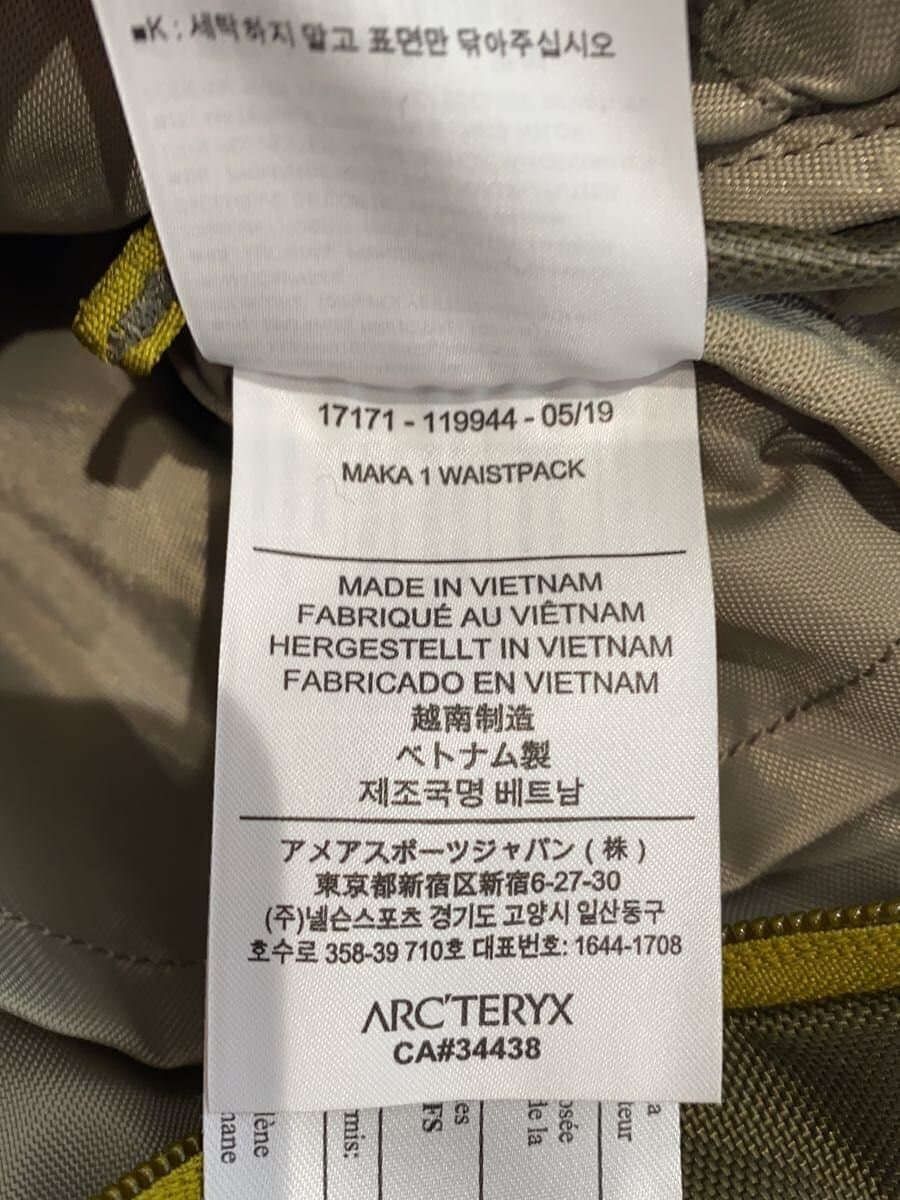 ■K : 세탁하지 말고 표면만 닦아주십시오
17171 - 119944 - 05/19
MAKA 1 WAISTPACK
MADE IN VIETNAM
FABRIQUÉ AU VIÊTNAM
HERGESTELLT IN VIETNAM
FABRICADO EN VIETNAM
越南制造
ベトナム製
제조국명 베트남
アメアスポーツジャパン ( 株 )
東京都新宿区新宿6-27-30
(주)넬슨스포츠 경기도 고양시 일산동구
호수로 358-39 710호 대표번호: 1644-1708
ARC'TERYX
CA#34438